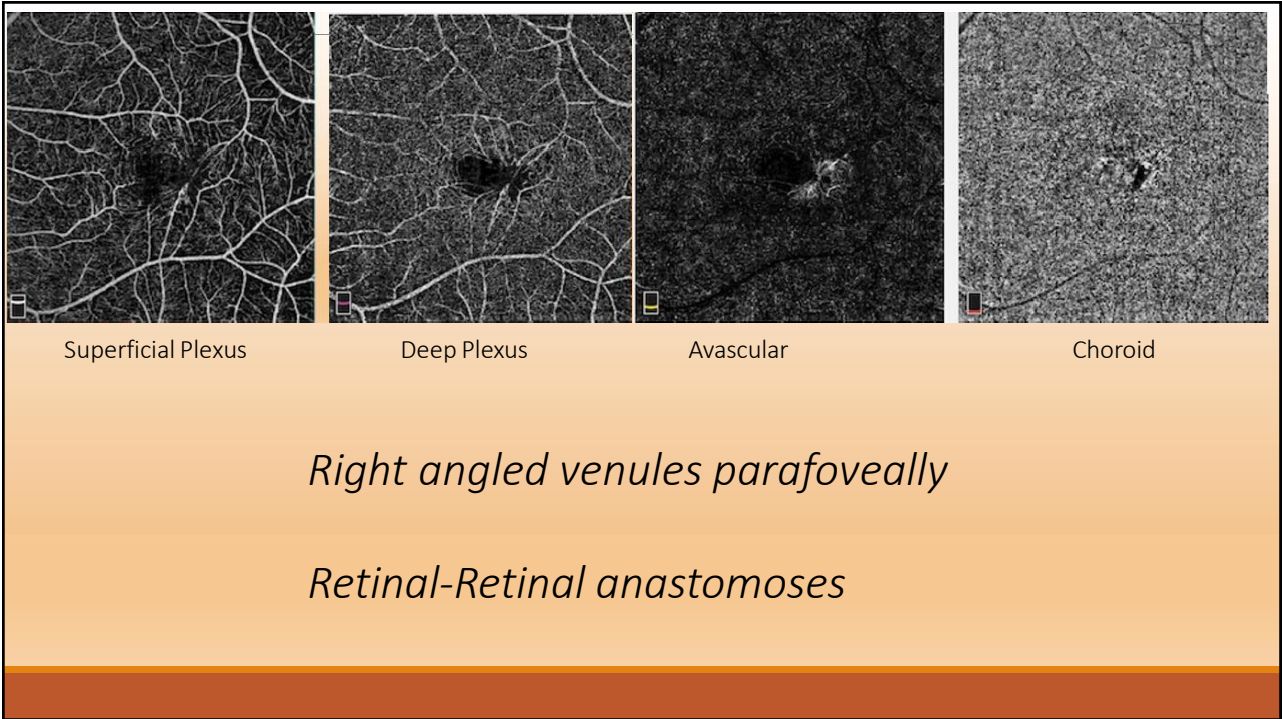 Superficial Plexus
Deep Plexus
Avascular
Choroid
Right angled venules parafoveally
Retinal-Retinal anastomoses